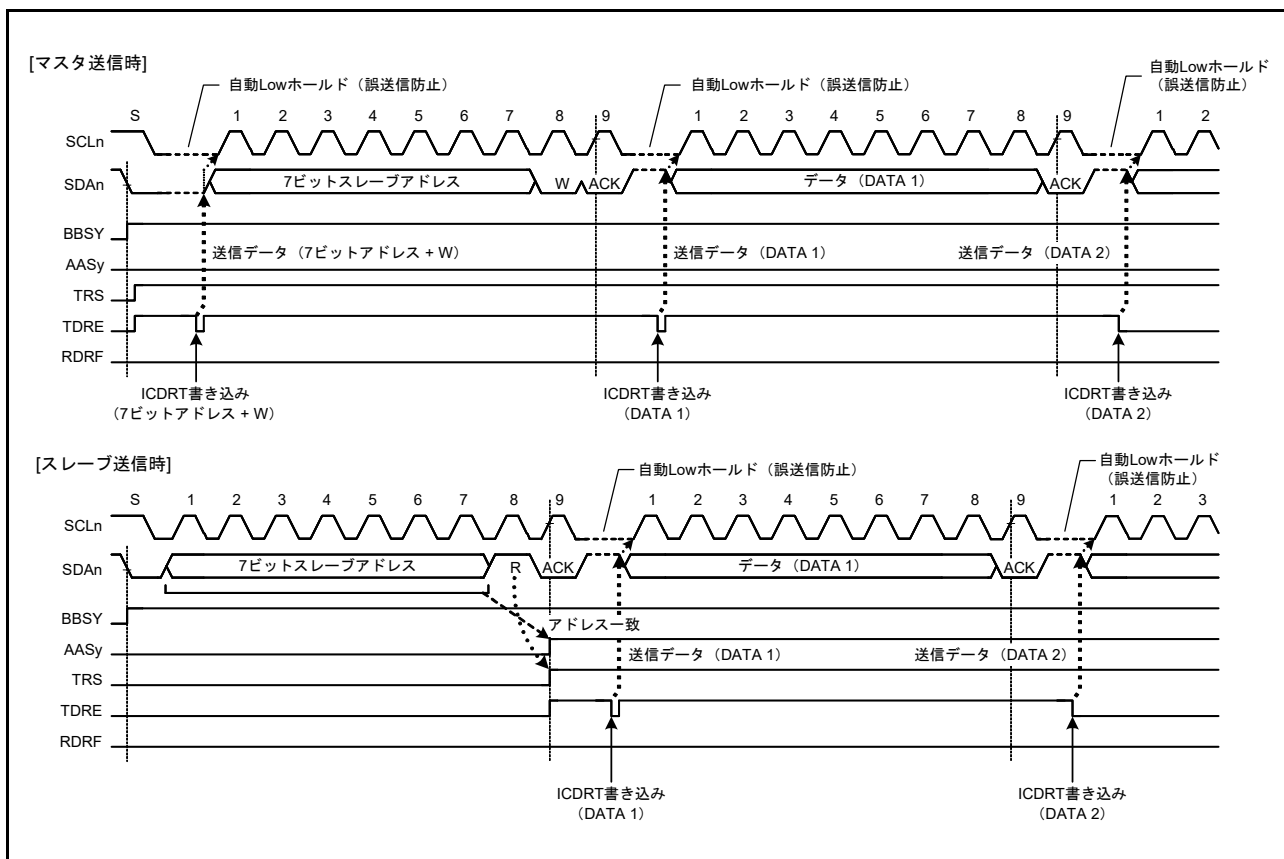 [マスタ送信時]
自動Lowホールド（誤送信防止）
自動Lowホールド（誤送信防止）
自動Lowホールド
（誤送信防止）
S 1 2 3 4 5 6 7 8 9 1 2 3 4 5 6 7 8 9 1 2
SCLn
SDAn 7ビットスレーブアドレス W ACK データ（DATA 1） ACK
BBSY
送信データ（7ビットアドレス + W） 送信データ（DATA 1） 送信データ（DATA 2）
AASy
TRS
TDRE
RDRF
ICDRT書き込み
（7ビットアドレス + W）
ICDRT書き込み
（DATA 1）
ICDRT書き込み
（DATA 2）
[スレーブ送信時]
自動Lowホールド（誤送信防止）
自動Lowホールド
（誤送信防止）
S 1 2 3 4 5 6 7 8 9 1 2 3 4 5 6 7 8 9 1 2 3
SCLn
SDAn 7ビットスレーブアドレス R ACK データ（DATA 1） ACK
BBSY
アドレス一致
AASy
送信データ（DATA 1） 送信データ（DATA 2）
TRS
TDRE
RDRF
ICDRT書き込み
（DATA 1）
ICDRT書き込み
（DATA 2）